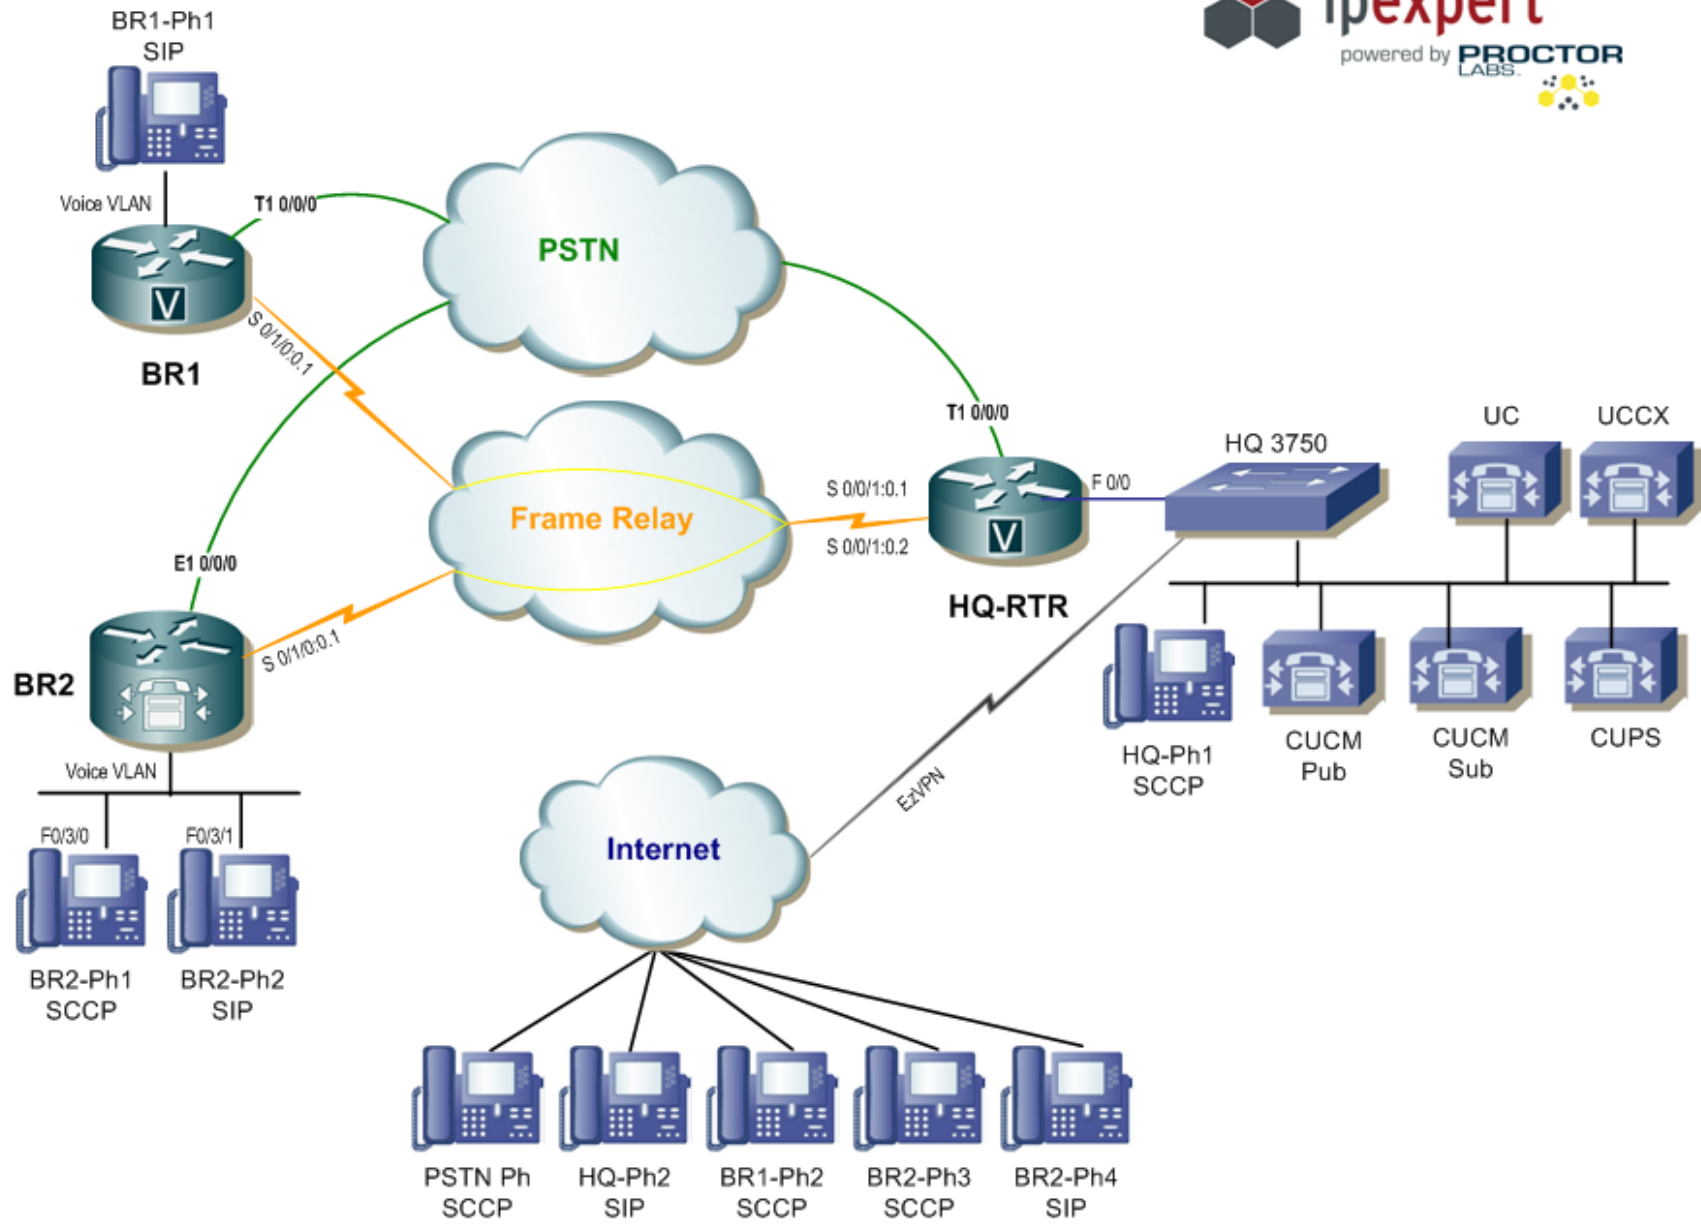 ipexpert
powered by PROCTOR
LABS.
BR1-Ph1
SIP
Voice VLAN
T1 0/0/0
V
BR1
S 0/1/0:0.1
PSTN
T1 0/0/0
Frame Relay
S 0/0/1:0.1
S 0/0/1:0.2
V
HQ-RTR
F 0/0
HQ 3750
UC
UCCX
E1 0/0/0
BR2
S 0/1/0:0.1
Voice VLAN
F0/3/0
F0/3/1
BR2-Ph1
SCCP
BR2-Ph2
SIP
HQ-Ph1
SCCP
CUCM
Pub
CUCM
Sub
CUPS
EzVPN
Internet
PSTN Ph
SCCP
HQ-Ph2
SIP
BR1-Ph2
SCCP
BR2-Ph3
SCCP
BR2-Ph4
SIP